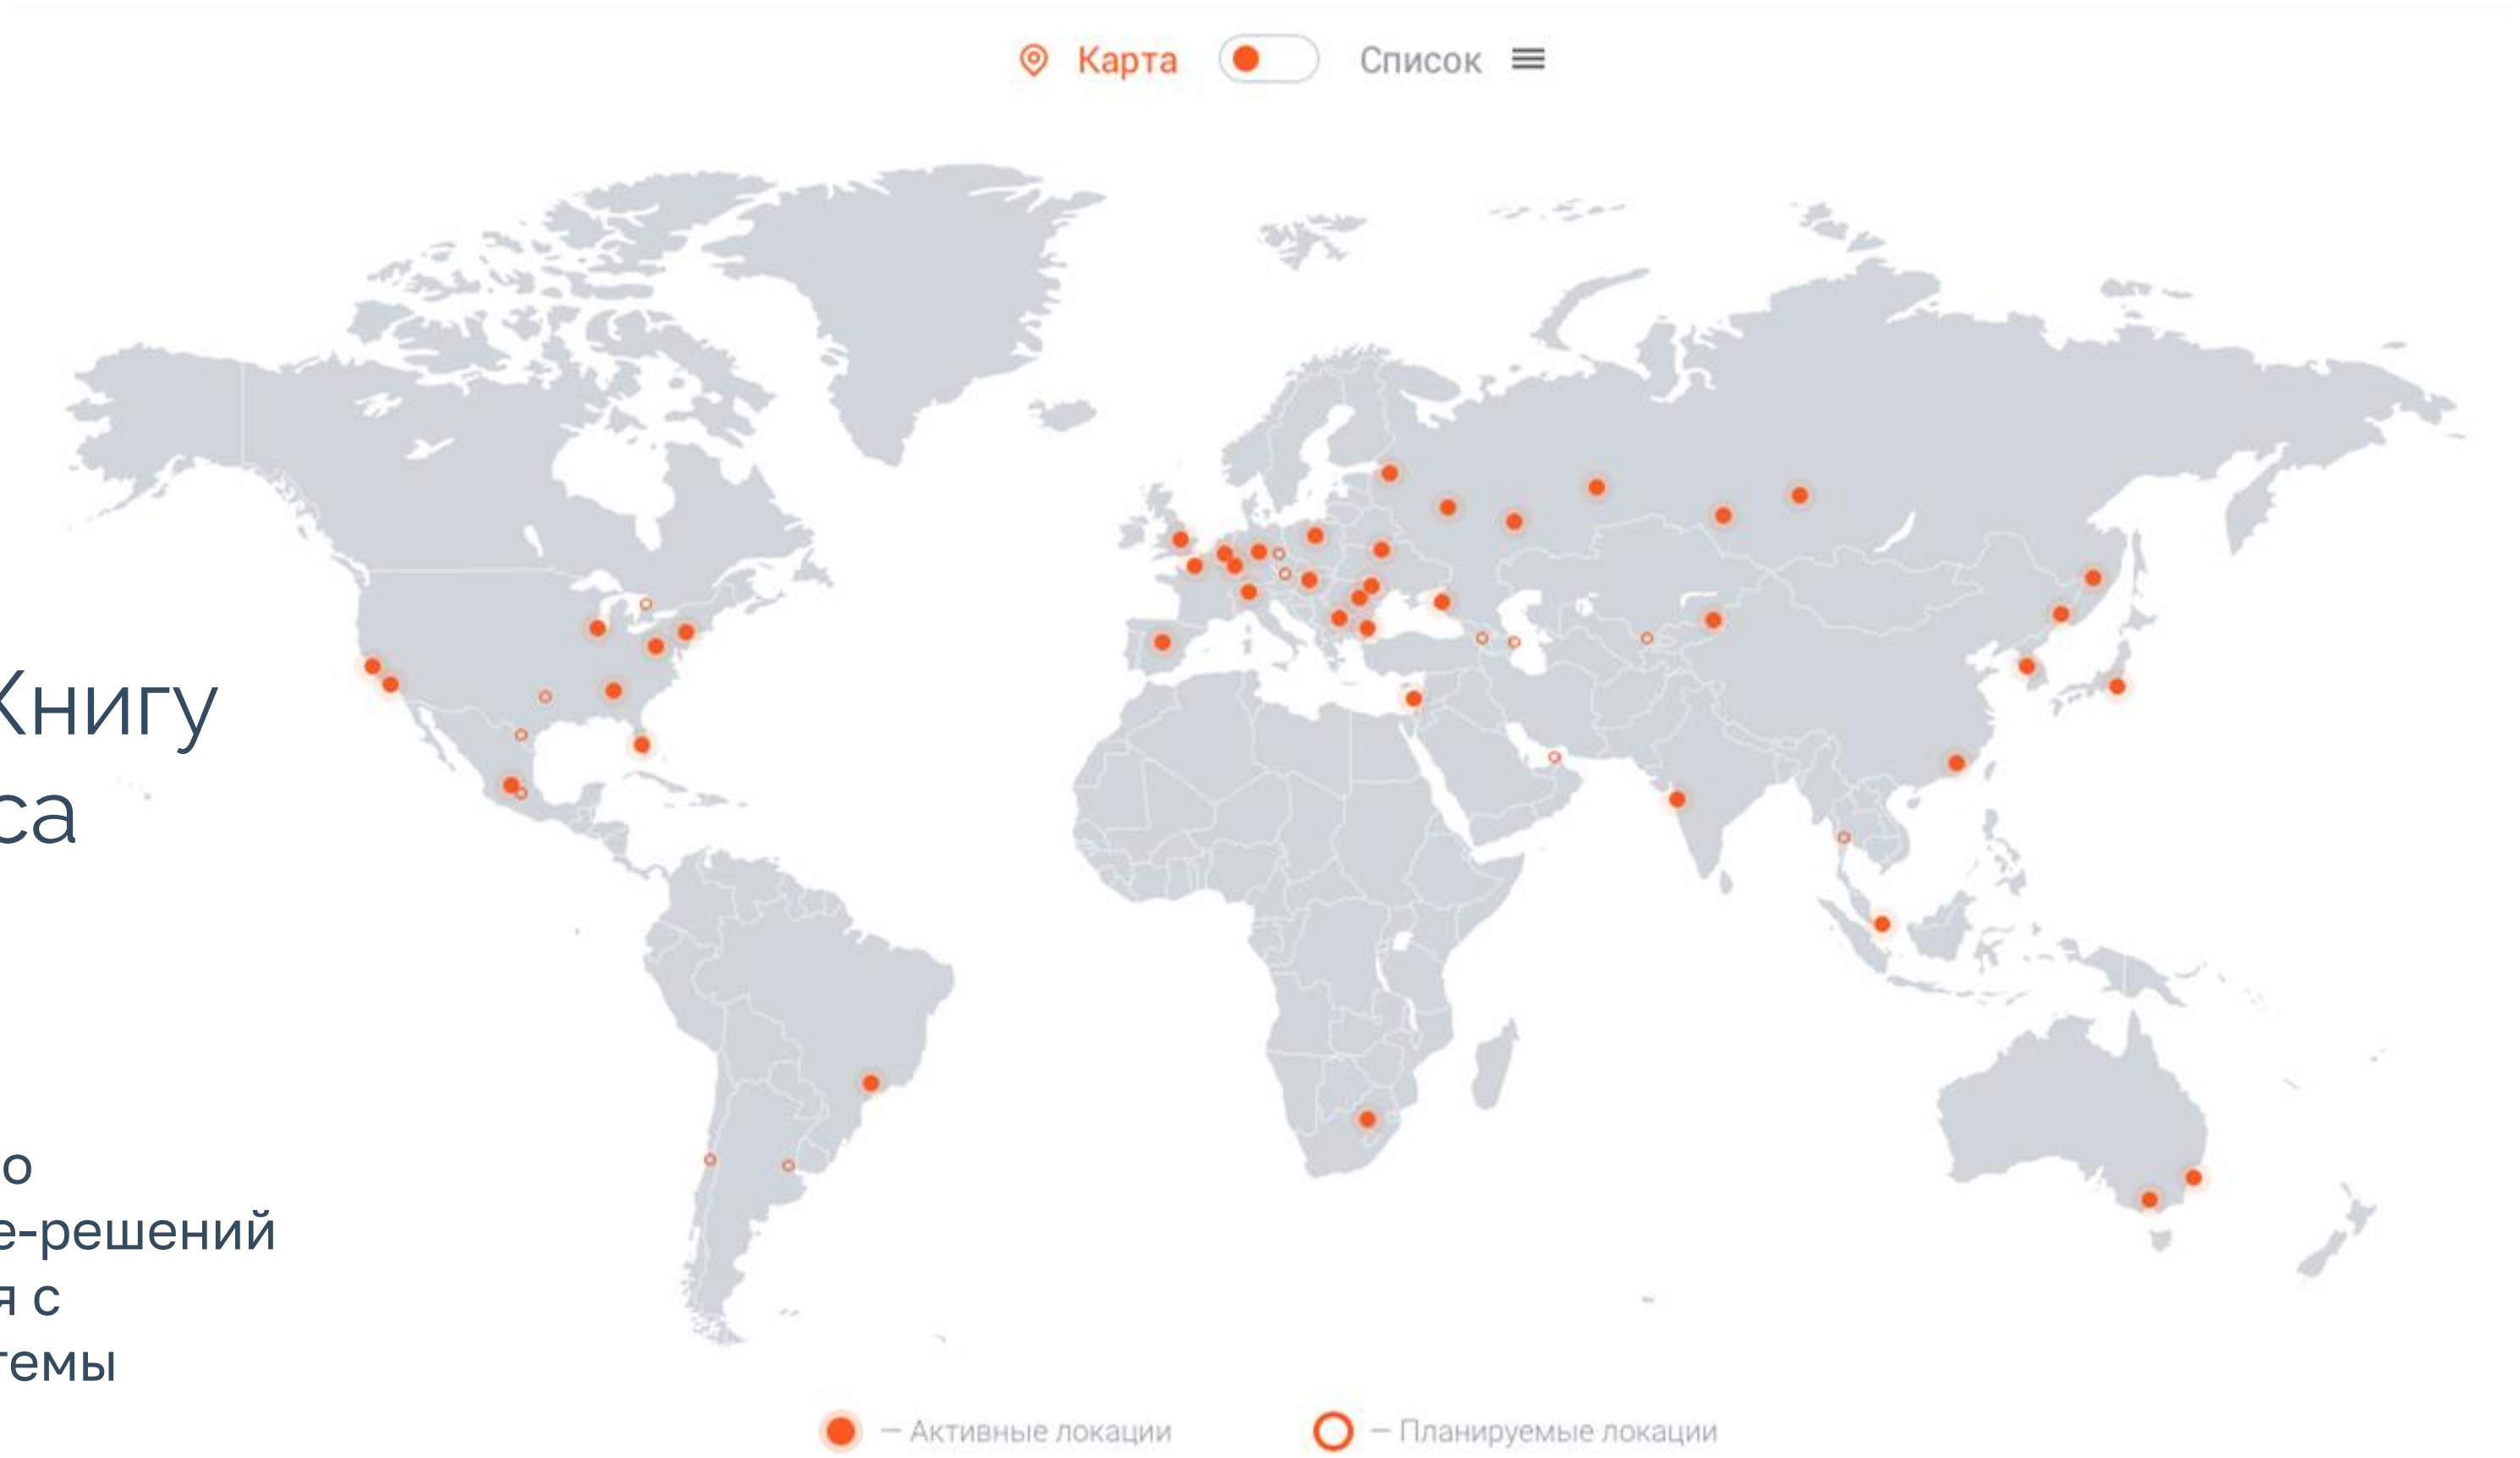 Карта Список
Книгу
са
о
е-решений
я с
темы
– Активные локации – Планируемые локации